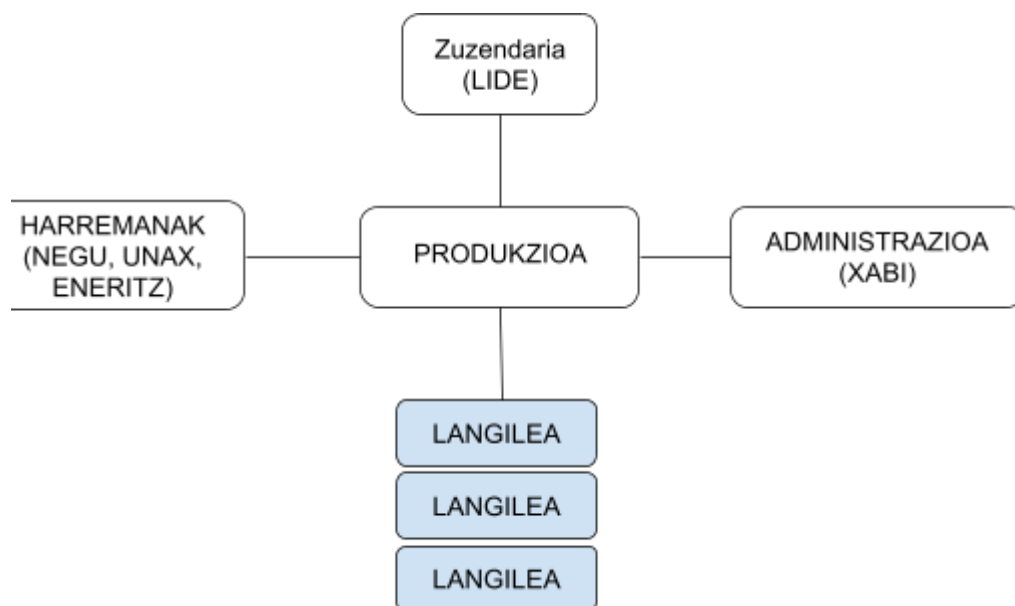 Zuzendaria
(LIDE)
HARREMANAK
(NEGU, UNAX,
ENERITZ)
PRODUKZIOA
ADMINISTRAZIOA
(XABI)
LANGILEA
LANGILEA
LANGILEA